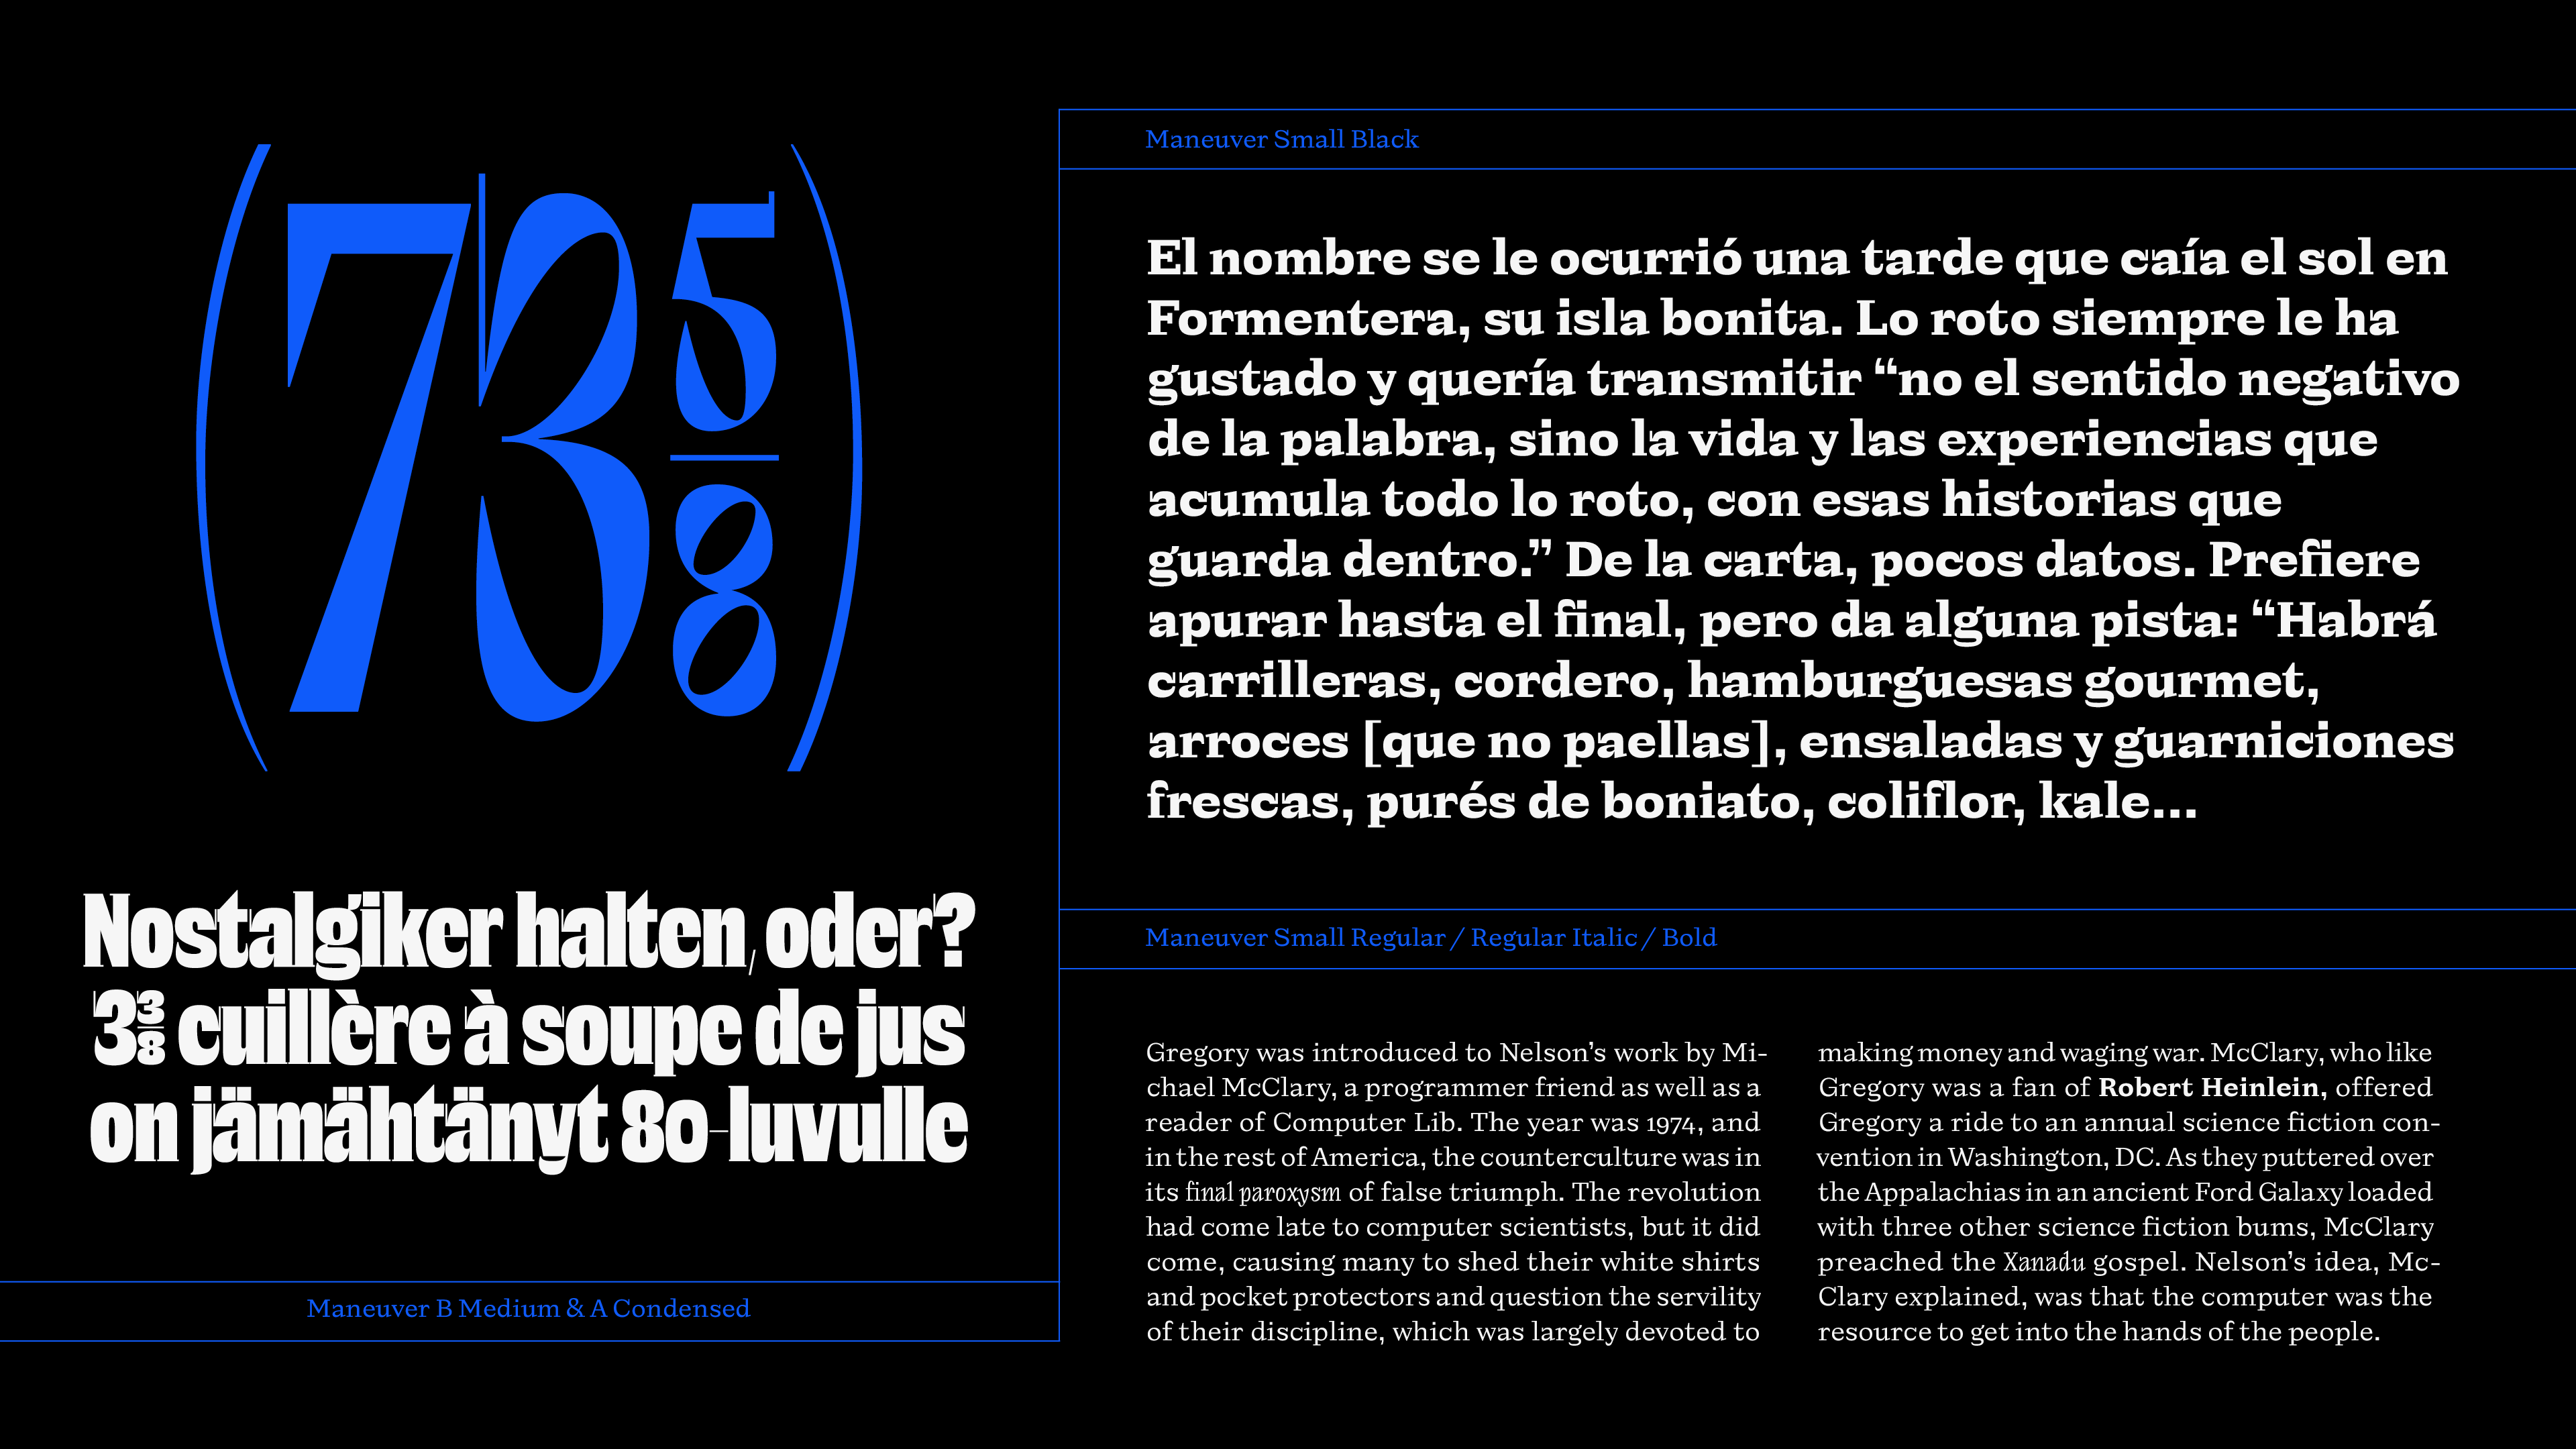 (73⅝)
Nostalgiker halten, oder?
3⅜ cuillère à soupe de jus
on jämähtänyt 80-luvulle
Maneuver B Medium & A Condensed
Maneuver Small Black
El nombre se le ocurrió una tarde que caía el sol en
Formentera, su isla bonita. Lo roto siempre le ha
gustado y quería transmitir “no el sentido negativo
de la palabra, sino la vida y las experiencias que
acumula todo lo roto, con esas historias que
guarda dentro.” De la carta, pocos datos. Prefiere
apurar hasta el final, pero da alguna pista: “Habrá
carrilleras, cordero, hamburguesas gourmet,
arroces [que no paellas], ensaladas y guarniciones
frescas, purés de boniato, coliflor, kale…
Maneuver Small Regular / Regular Italic / Bold
Gregory was introduced to Nelson’s work by Mi-
chael McClary, a programmer friend as well as a
reader of Computer Lib. The year was 1974, and
in the rest of America, the counterculture was in
its final paroxysm of false triumph. The revolution
had come late to computer scientists, but it did
come, causing many to shed their white shirts
and pocket protectors and question the servility
of their discipline, which was largely devoted to
making money and waging war. McClary, who like
Gregory was a fan of Robert Heinlein, offered
Gregory a ride to an annual science fiction con-
vention in Washington, DC. As they puttered over
the Appalachias in an ancient Ford Galaxy loaded
with three other science fiction bums, McClary
preached the Xanadu gospel. Nelson’s idea, Mc-
Clary explained, was that the computer was the
resource to get into the hands of the people.